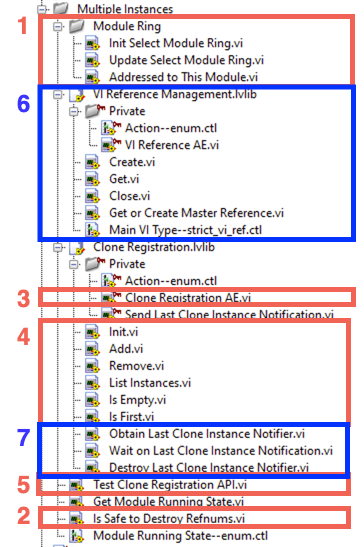 Multiple Instances
1
Module Ring
Init Select Module Ring.vi
Update Select Module Ring.vi
Addressed to This Module.vi
6
VI Reference Management.lvlib
Private
Action--enum.ctl
VI Reference AE.vi
Create.vi
Get.vi
Close.vi
Get or Create Master Reference.vi
Main VI Type--strict_vi_ref.ctl
Clone Registration.lvlib
Private
Action--enum.ctl
3
Clone Registration AE.vi
Send Last Clone Instance Notification.vi
4
Init.vi
Add.vi
Remove.vi
List Instances.vi
Is Empty.vi
Is First.vi
7
Obtain Last Clone Instance Notifier.vi
Wait on Last Clone Instance Notification.vi
Destroy Last Clone Instance Notifier.vi
5
Test Clone Registration API.vi
Get Module Running State.vi
2
Is Safe to Destroy Refnums.vi
Module Running State--enum.ctl